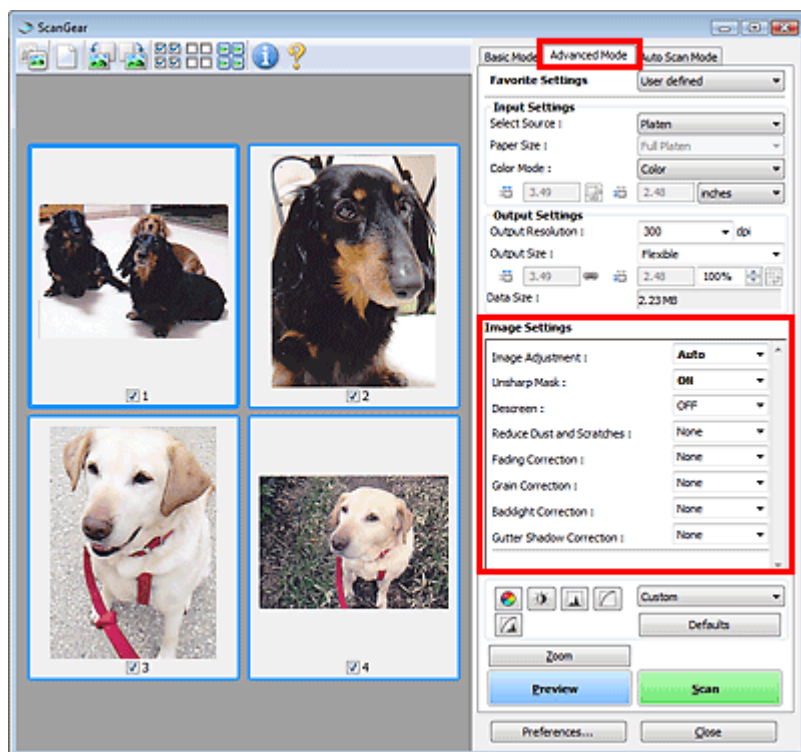 ScanGear
Basic Mode Advanced Mode Auto Scan Mode
Favorite Settings User defined
Input Settings
Select Source : Platen
Paper Size : Full Platen
Color Mode : Color
3.49 2.48 inches
Output Settings
Output Resolution : 300 dpi
Output Size : Flexible
3.49 2.48 100%
Data Size : 2.23 MB
Image Settings
Image Adjustment : Auto
Unsharp Mask : ON
Descreen : OFF
Reduce Dust and Scratches : None
Fading Correction : None
Grain Correction : None
Backlight Correction : None
Gutter Shadow Correction : None
Custom
Defaults
Zoom
Preview Scan
Preferences... Close
1
2
3
4